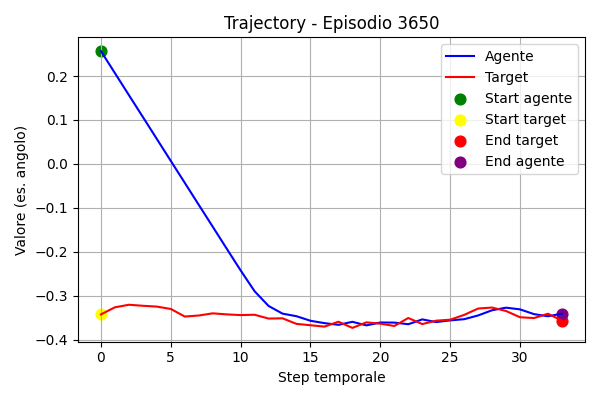 Trajectory - Episodio 3650
Agente
Target
Start agente
Start target
End target
End agente
Valore (es. angolo)
0.2
0.1
0.0
−0.1
−0.2
−0.3
−0.4
0 5 10 15 20 25 30
Step temporale